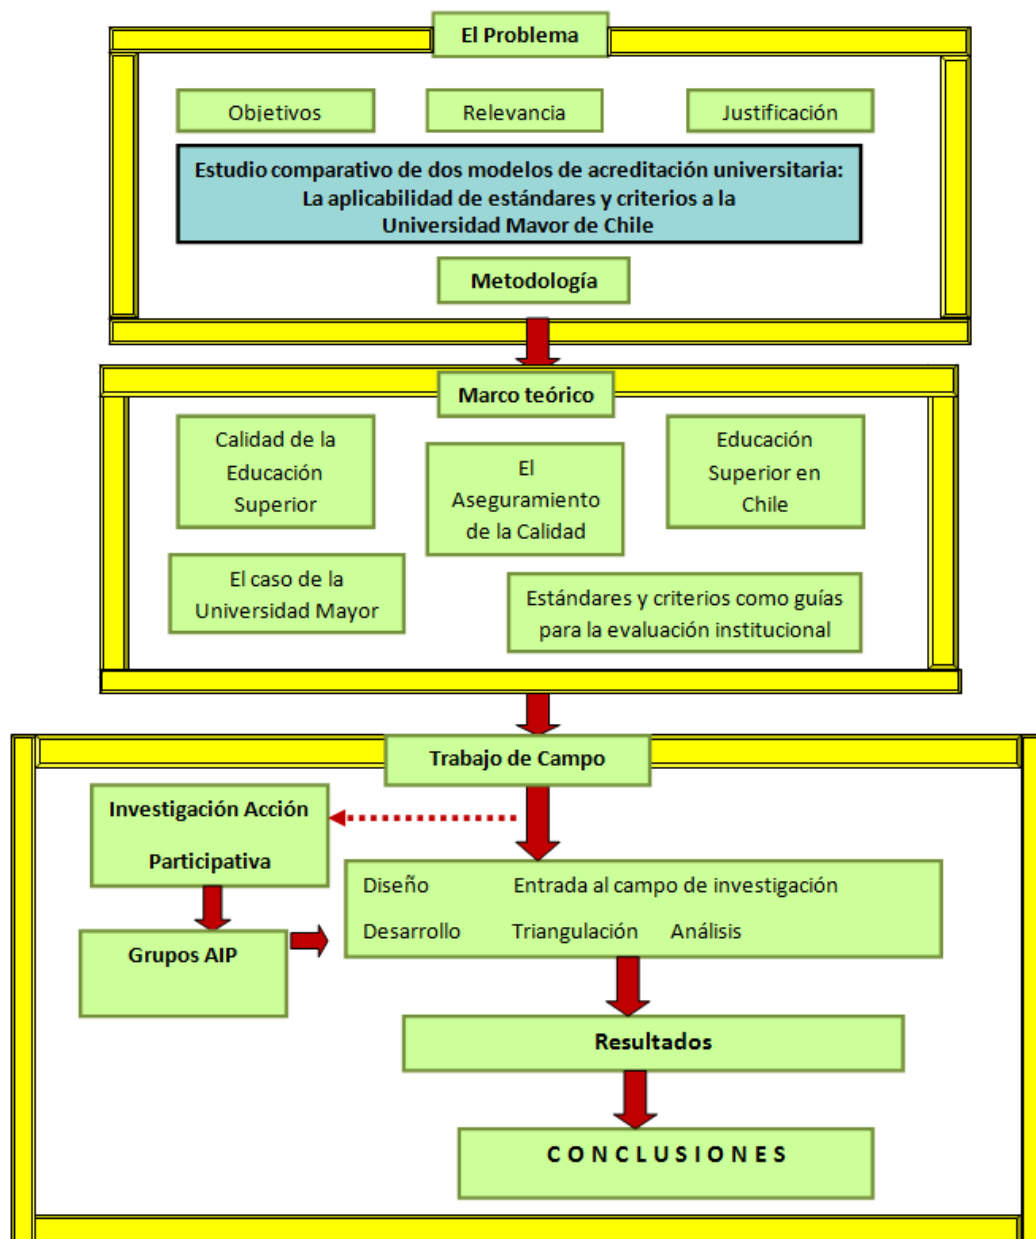 El Problema
Objetivos
Relevancia
Justificación
Estudio comparativo de dos modelos de acreditación universitaria:
La aplicabilidad de estándares y criterios a la
Universidad Mavor de Chile
Metodología
Marco teórico
Calidad de la
Educación
Superior
El
Aseguramiento
de la Calidad
Educación
Superior en
Chile
El caso de la
Universidad Mayor
Estándares y criterios como guías
para la evaluación institucional
Trabajo de Campo
Investigación Acción
Participativa
Grupos AIP
Diseño Entrada al campo de investigación
Desarrollo Triangulación Análisis
Resultados
CONCLUSIONES